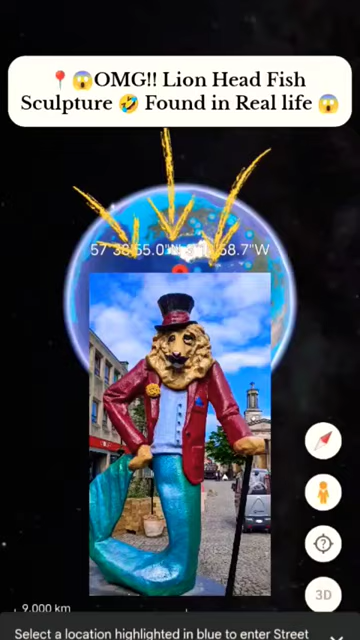 📍😱OMG!! Lion Head Fish
Sculpture 🤣 Found in Real life 😱
3D
9,000 km
Select a location highlighted in blue to enter Street